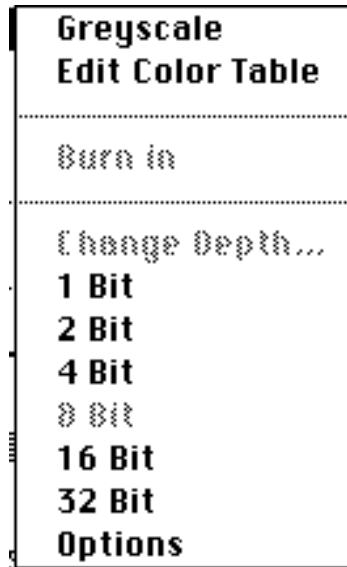 Greyscale
Edit Color Table
Burn in
Change Depth...
1 Bit
2 Bit
4 Bit
8 Bit
16 Bit
32 Bit
Options